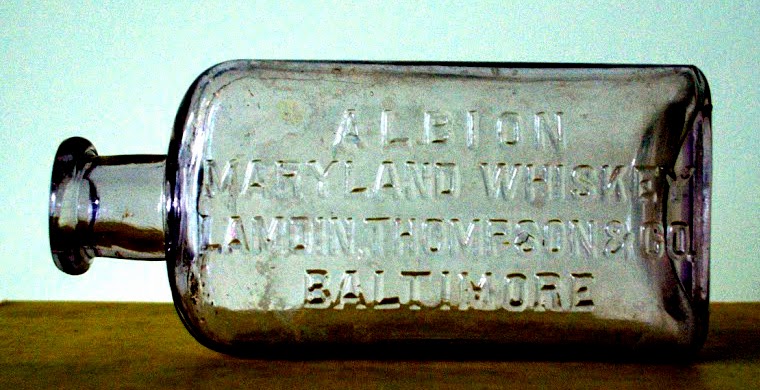 ALBION
MARYLAND WHISKEY
LAMDIN, THOMPSON & CO.
BALTIMORE